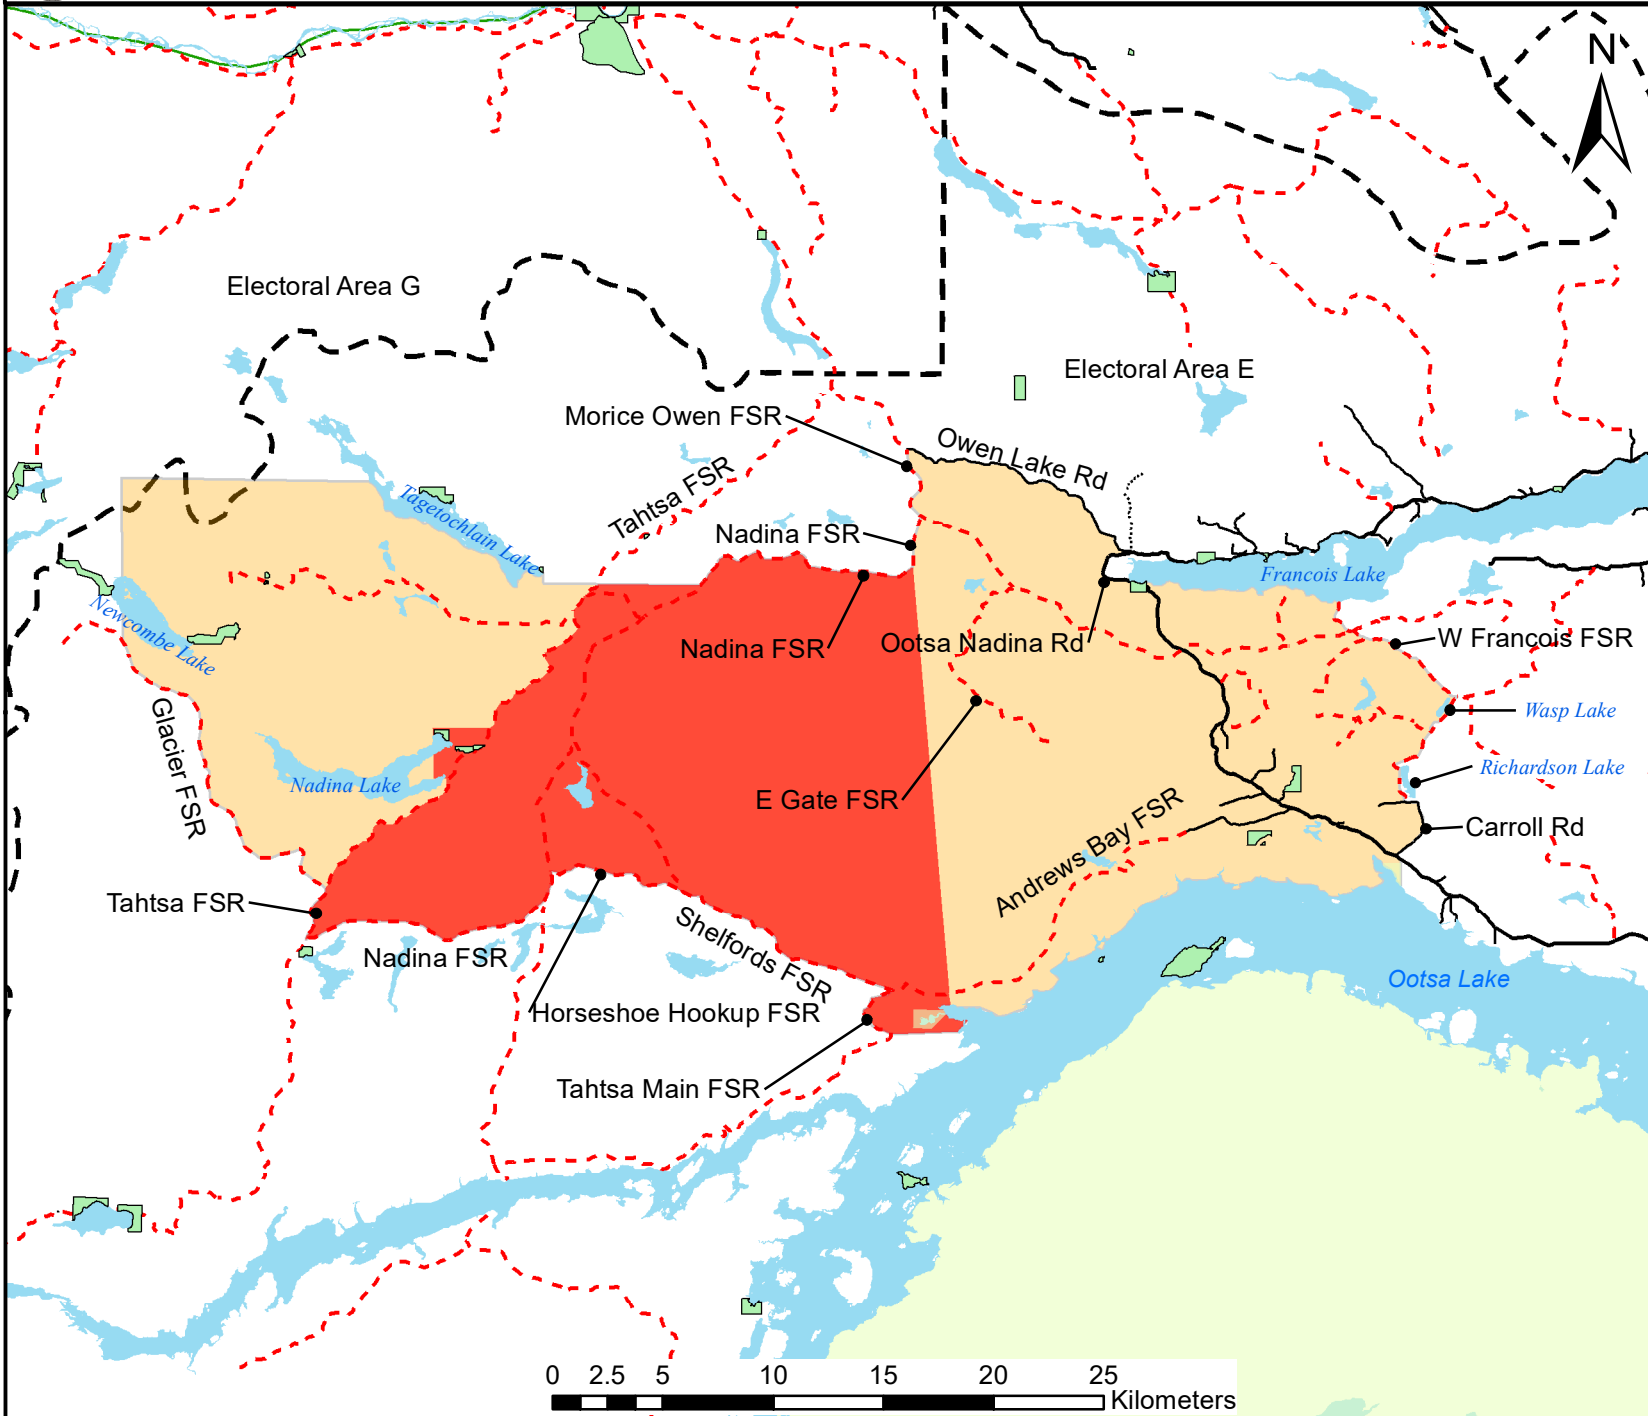 N
Electoral Area G
Electoral Area E
Morice Owen FSR
Owen Lake Rd
Tahtsa FSR
Tagetochlain Lake
Nadina FSR
Francois Lake
Newcombe Lake
Nadina FSR
Ootsa Nadina Rd
W Francois FSR
Glacier FSR
Wasp Lake
Nadina Lake
Richardson Lake
E Gate FSR
Andrews Bay FSR
Carroll Rd
Tahtsa FSR
Nadina FSR
Shelfords FSR
Ootsa Lake
Horseshoe Hookup FSR
Tahtsa Main FSR
0 2.5 5 10 15 20 25
Kilometers